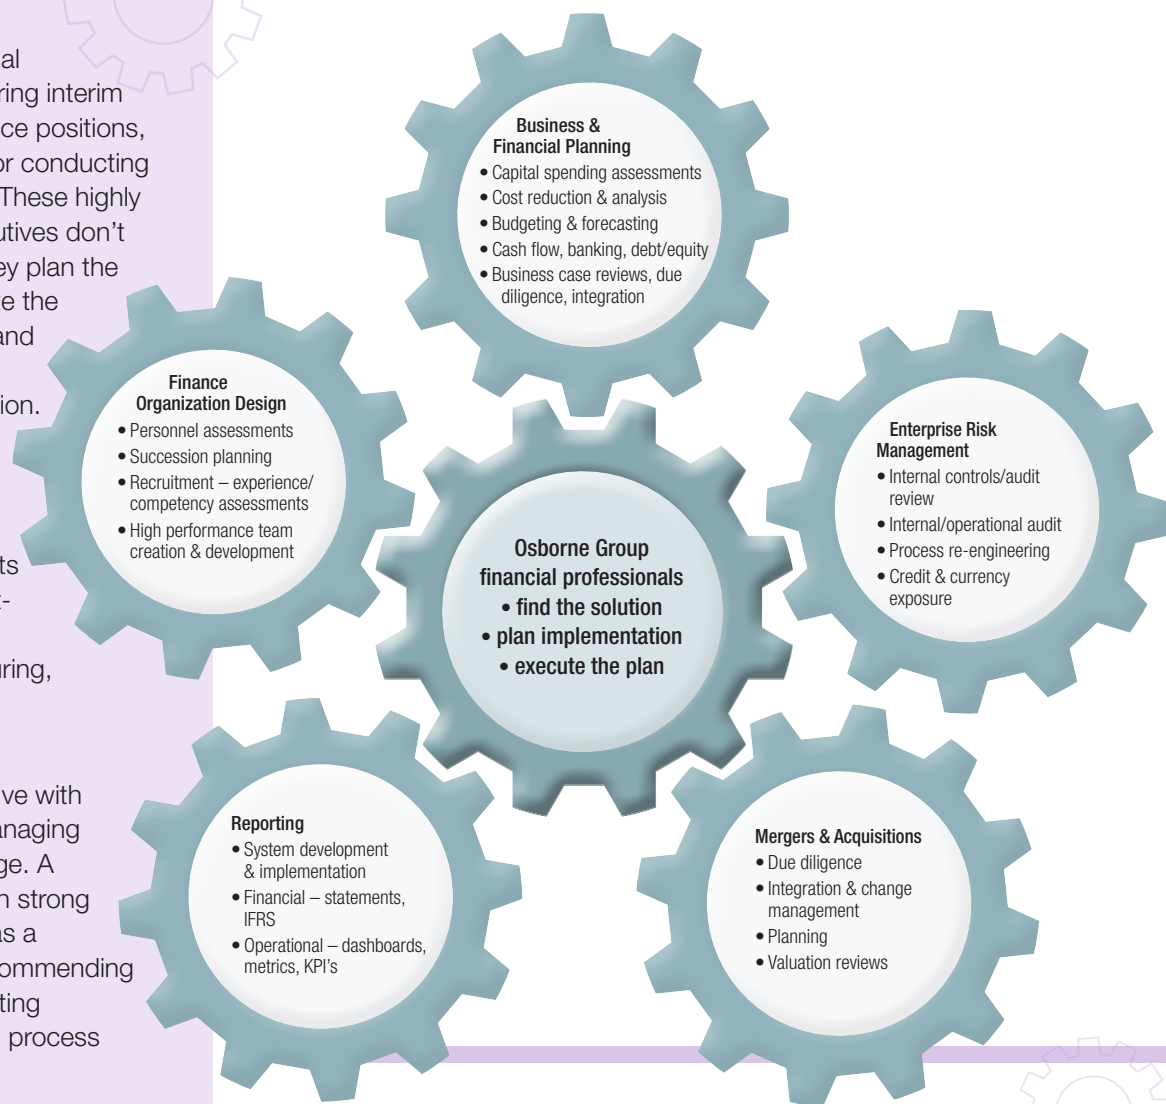 al
ring interim
ce positions,
or conducting
These highly
utives don't
ey plan the
te the
and
ion.
ts
t-
uring,
ve with
anaging
ge. A
h strong
as a
ommending
ting
process
Business &
Financial Planning
• Capital spending assessments
• Cost reduction & analysis
• Budgeting & forecasting
• Cash flow, banking, debt/equity
• Business case reviews, due
diligence, integration
Finance
Organization Design
• Personnel assessments
• Succession planning
• Recruitment – experience/
competency assessments
• High performance team
creation & development
Enterprise Risk
Management
• Internal controls/audit
review
• Internal/operational audit
• Process re-engineering
• Credit & currency
exposure
Osborne Group
financial professionals
• find the solution
• plan implementation
• execute the plan
Reporting
• System development
& implementation
• Financial – statements,
IFRS
• Operational – dashboards,
metrics, KPI's
Mergers & Acquisitions
• Due diligence
• Integration & change
management
• Planning
• Valuation reviews